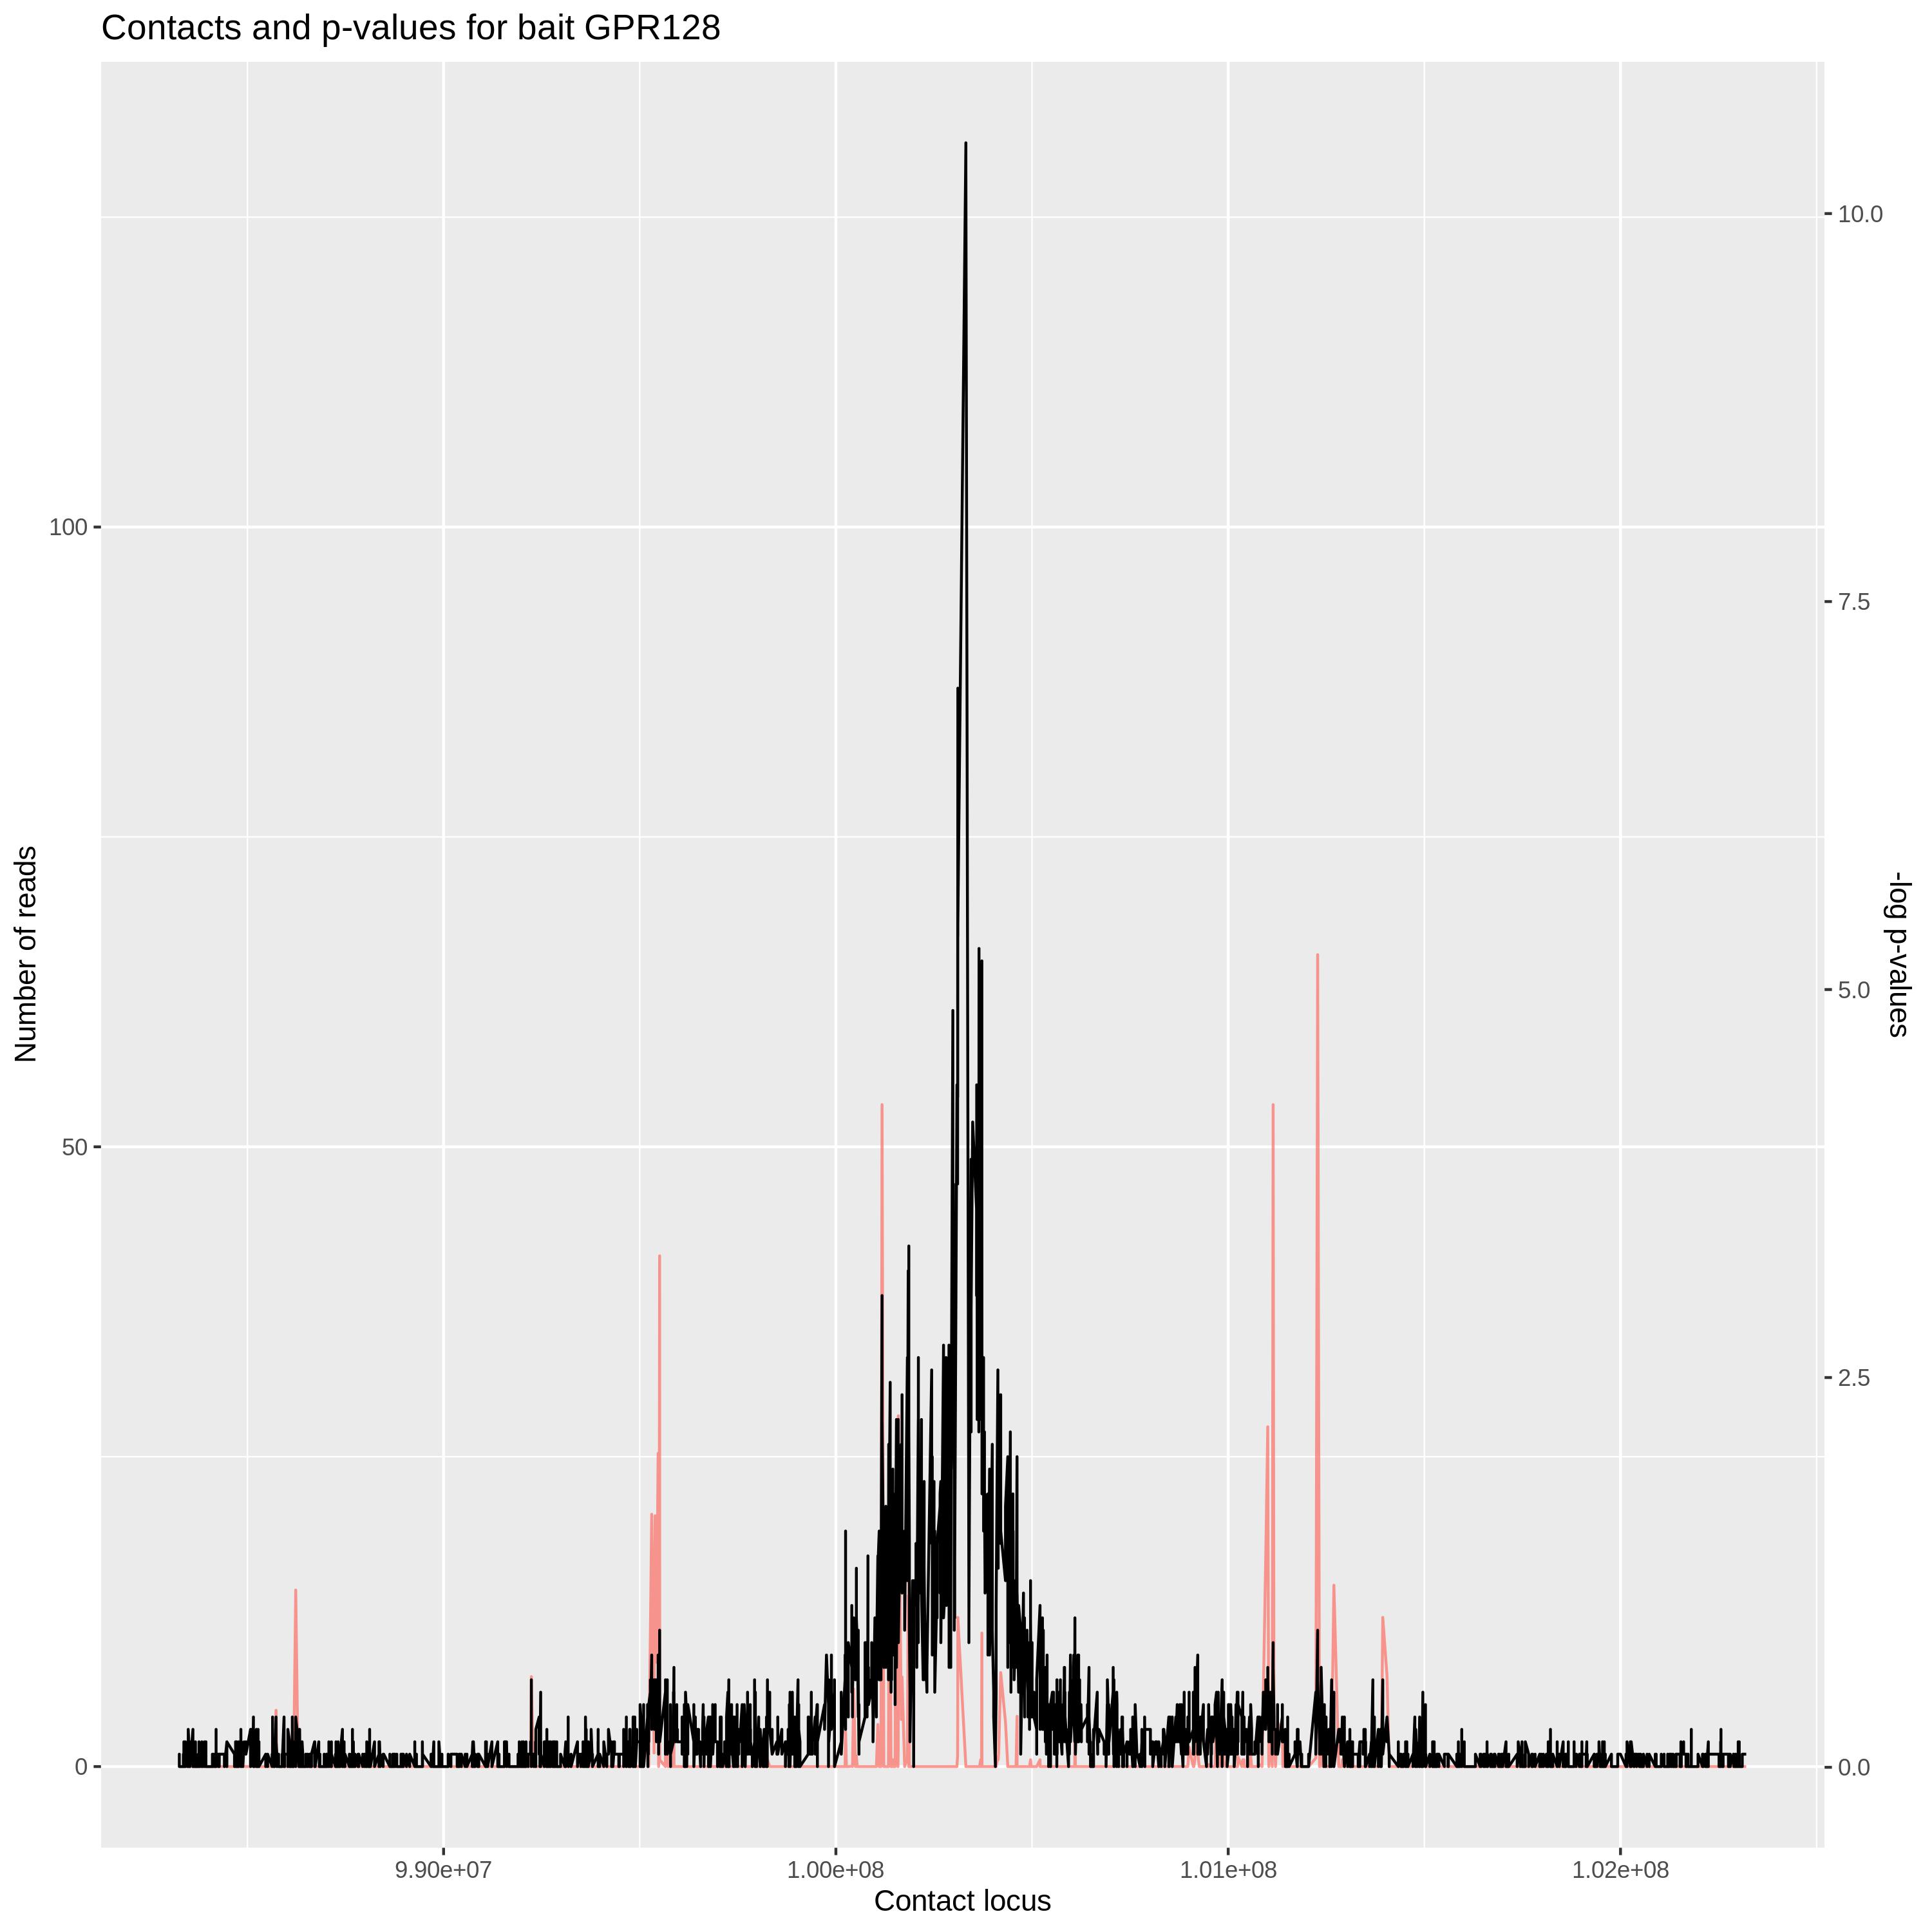 Contacts and p-values for bait GPR128
Number of reads
100
50
0
10.0
7.5
5.0
2.5
0.0
-log p-values
9.90e+07
1.00e+08
1.01e+08
1.02e+08
Contact locus